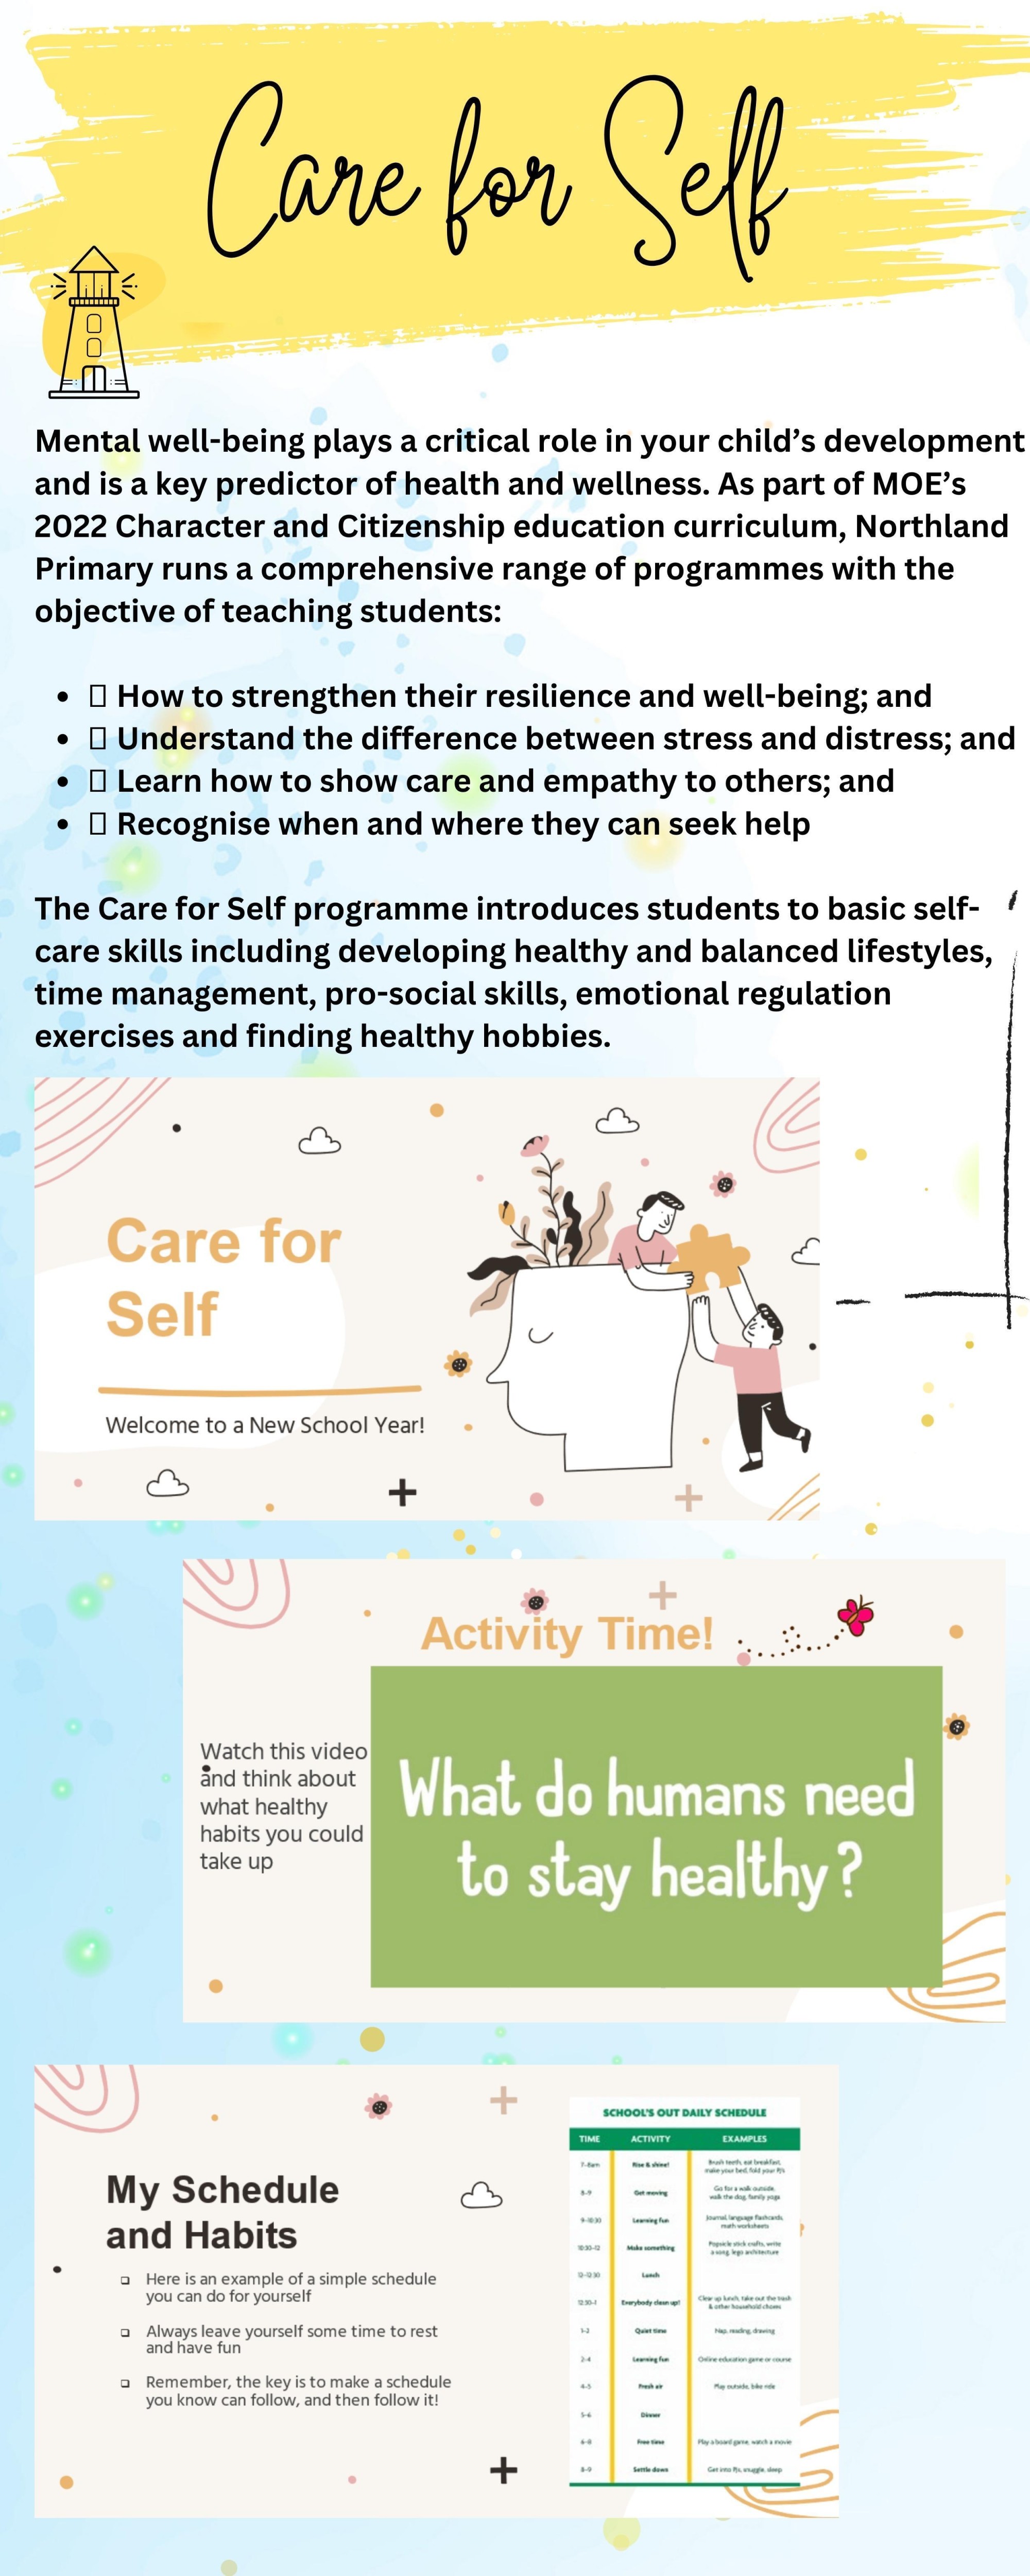 Care for Self
Mental well-being plays a critical role in your child’s development
and is a key predictor of health and wellness. As part of MOE’s
2022 Character and Citizenship education curriculum, Northland
Primary runs a comprehensive range of programmes with the
objective of teaching students:
• How to strengthen their resilience and well-being; and
• Understand the difference between stress and distress; and
• Learn how to show care and empathy to others; and
• Recognise when and where they can seek help
The Care for Self programme introduces students to basic self-
care skills including developing healthy and balanced lifestyles,
time management, pro-social skills, emotional regulation
exercises and finding healthy hobbies.
Care for
Self
Welcome to a New School Year!
Activity Time!
Watch this video
and think about
what healthy
habits you could
take up
What do humans need
to stay healthy?
My Schedule
and Habits
Here is an example of a simple schedule
you can do for yourself
Always leave yourself some time to rest
and have fun
Remember, the key is to make a schedule
you know can follow, and then follow it!
SCHOOL'S OUT DAILY SCHEDULE
TIME ACTIVITY EXAMPLES
7-8am Rise & shine! Brush teeth, eat breakfast,
make your bed, fold your PJs
8-9 Get moving Go for a walk outside,
walk the dog, family yoga
9-10:30 Learning fun Journal, language flashcards,
math worksheets
10:30-12 Make something Popsicle stick crafts, write
a song, lego architecture
12-12:30 Lunch
12:30-1 Everybody clean up! Clear up lunch, take out the trash
& other household chores
1-2 Quiet time Nap, reading, drawing
2-4 Learning fun Online education game or course
4-5 Fresh air Play outside, bike ride
5-6 Dinner
6-8 Free time Play a board game, watch a movie
8-9 Settle down Get into PJs, snuggle, sleep